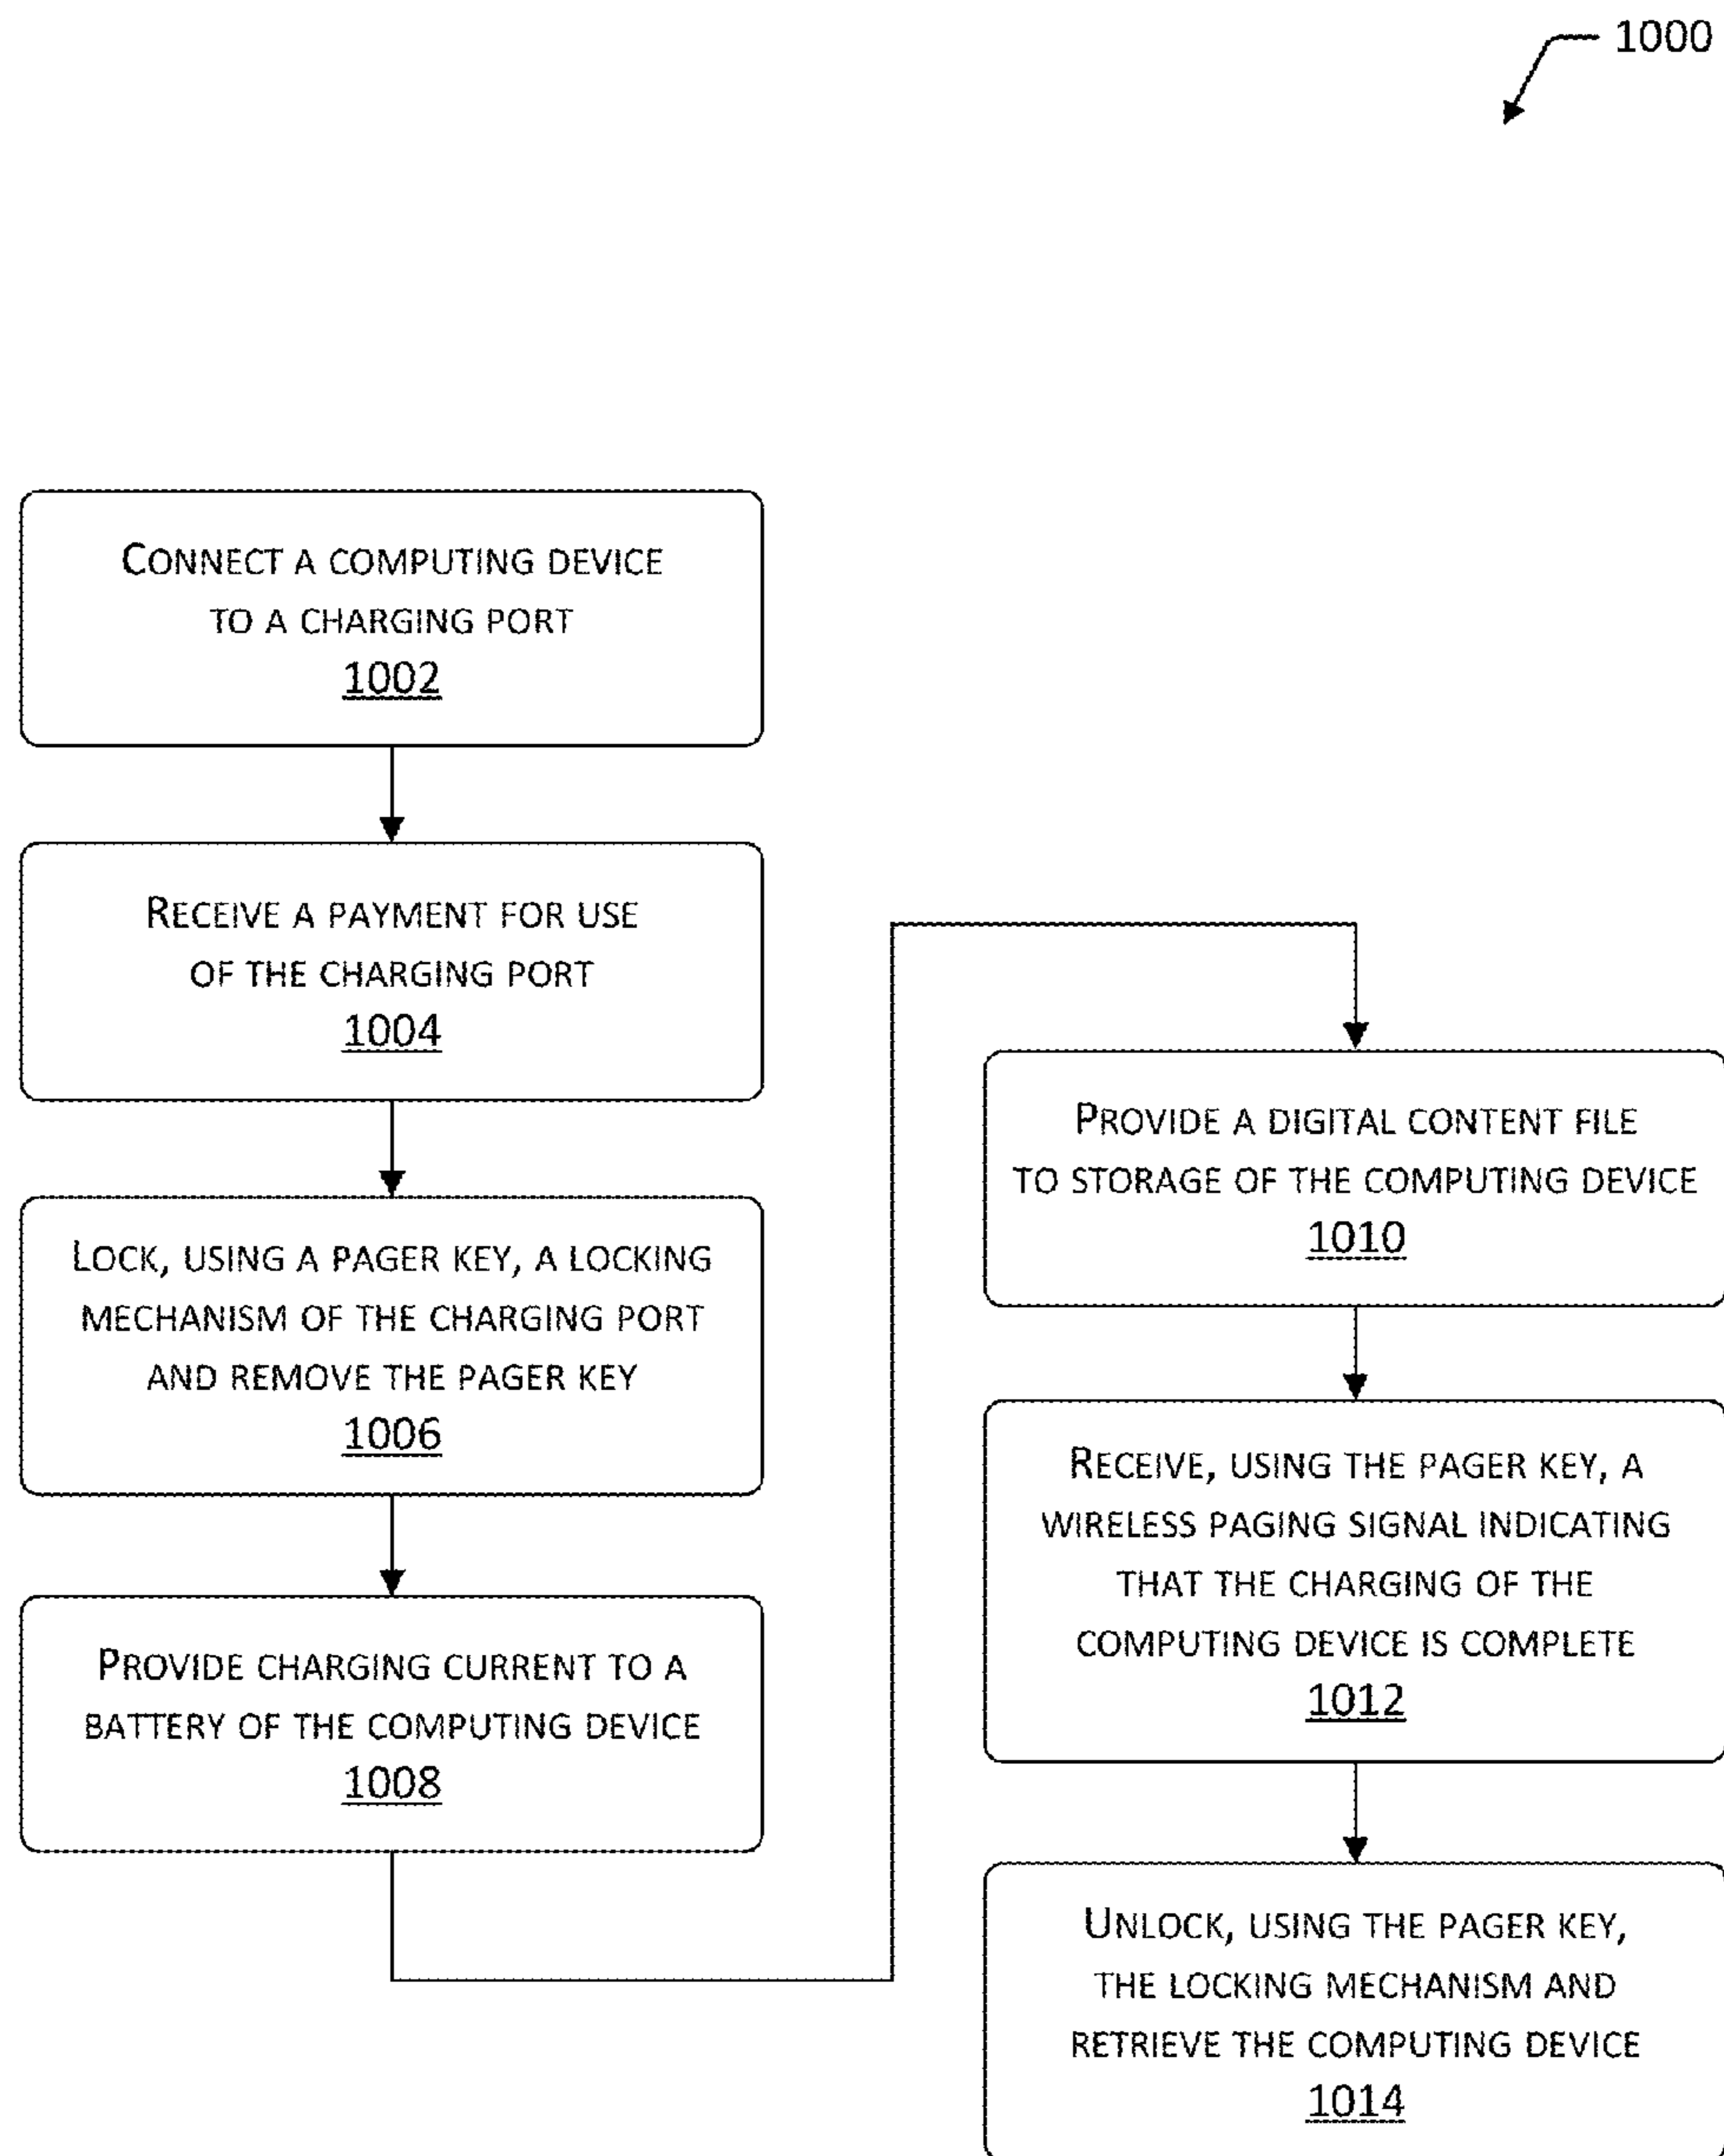 1000
CONNECT A COMPUTING DEVICE
TO A CHARGING PORT
1002
RECEIVE A PAYMENT FOR USE
OF THE CHARGING PORT
1004
LOCK, USING A PAGER KEY, A LOCKING
MECHANISM OF THE CHARGING PORT
AND REMOVE THE PAGER KEY
1006
PROVIDE CHARGING CURRENT TO A
BATTERY OF THE COMPUTING DEVICE
1008
PROVIDE A DIGITAL CONTENT FILE
TO STORAGE OF THE COMPUTING DEVICE
1010
RECEIVE, USING THE PAGER KEY, A
WIRELESS PAGING SIGNAL INDICATING
THAT THE CHARGING OF THE
COMPUTING DEVICE IS COMPLETE
1012
UNLOCK, USING THE PAGER KEY,
THE LOCKING MECHANISM AND
RETRIEVE THE COMPUTING DEVICE
1014